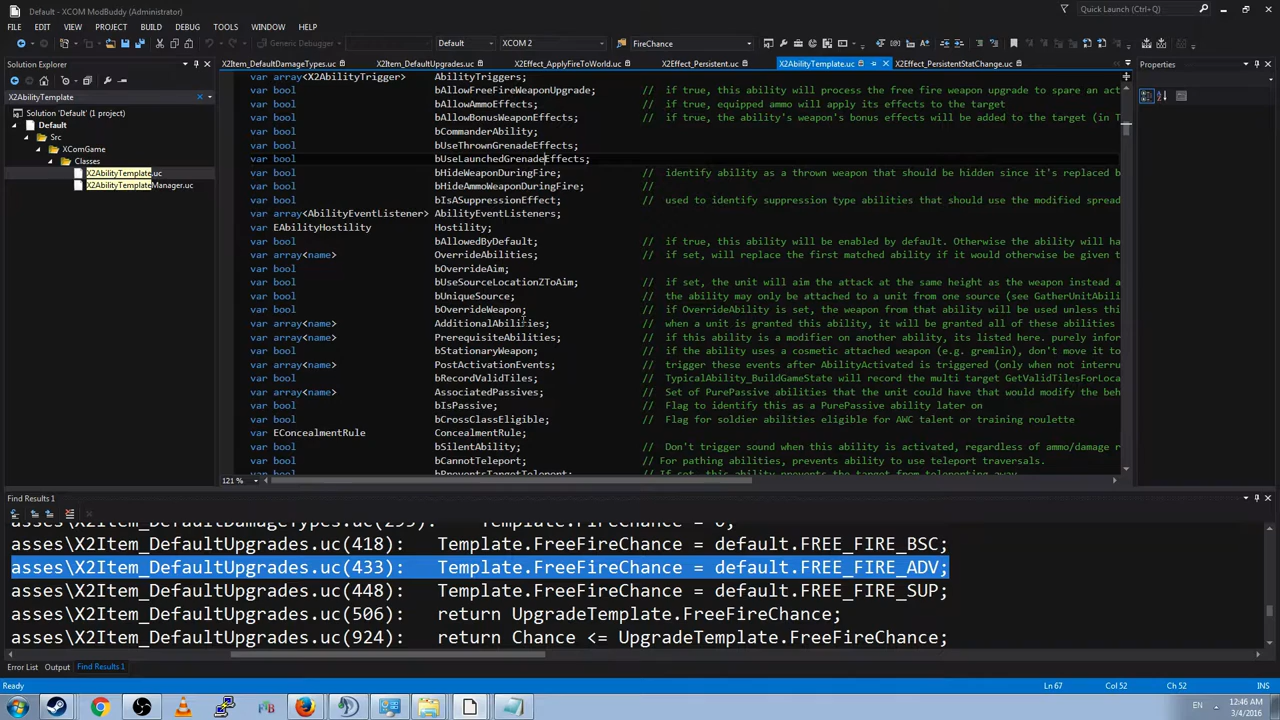 Default - XCOM ModBuddy (Administrator)
Quick Launch (Ctrl+Q)
FILE EDIT VIEW PROJECT BUILD DEBUG TOOLS WINDOW HELP
Generic Debugger Default XCOM 2 FireChance
Solution Explorer
X2AbilityTemplate
Solution 'Default' (1 project)
Default
Src
XComGame
Classes
X2AbilityTemplate.uc
X2AbilityTemplateManager.uc
X2Item_DefaultDamageTypes.uc X2Item_DefaultUpgrades.uc X2Effect_ApplyFireToWorld.uc X2Effect_Persistent.uc X2AbilityTemplate.uc X2Effect_PersistentStatChange.uc
Properties
var array<X2AbilityTrigger> AbilityTriggers;
var bool bAllowFreeFireWeaponUpgrade; // if true, this ability will process the free fire weapon upgrade to spare an act
var bool bAllowAmmoEffects; // if true, equipped ammo will apply its effects to the target
var bool bAllowBonusWeaponEffects; // if true, the ability's weapon's bonus effects will be added to the target (in T
var bool bCommanderAbility;
var bool bUseThrownGrenadeEffects;
var bool bUseLaunchedGrenadeEffects;
var bool bHideWeaponDuringFire; // identify ability as a thrown weapon that should be hidden since it's replaced b
var bool bHideAmmoWeaponDuringFire; //
var bool bIsASuppressionEffect; // used to identify suppression type abilities that should use the modified spread
var array<AbilityEventListener> AbilityEventListeners;
var EAbilityHostility Hostility;
var bool bAllowedByDefault; // if true, this ability will be enabled by default. Otherwise the ability will ha
var array<name> OverrideAbilities; // if set, will replace the first matched ability if it would otherwise be given t
var bool bOverrideAim;
var bool bUseSourceLocationZToAim; // if set, the unit will aim the attack at the same height as the weapon instead a
var bool bUniqueSource; // the ability may only be attached to a unit from one source (see GatherUnitAbili
var bool bOverrideWeapon; // if OverrideAbility is set, the weapon from that ability will be used unless this
var array<name> AdditionalAbilities; // when a unit is granted this ability, it will be granted all of these abilities
var array<name> PrerequisiteAbilities; // if this ability is a modifier on another ability, its listed here. purely infor
var bool bStationaryWeapon; // if the ability uses a cosmetic attached weapon (e.g. gremlin), don't move it to
var array<name> PostActivationEvents; // trigger these events after AbilityActivated is triggered (only when not interru
var bool bRecordValidTiles; // TypicalAbility_BuildGameState will record the multi target GetValidTilesForLoca
var array<name> AssociatedPassives; // Set of PurePassive abilities that the unit could have that would modify the beh
var bool bIsPassive; // Flag to identify this as a PurePassive ability later on
var bool bCrossClassEligible; // Flag for soldier abilities eligible for AWC talent or training roulette
var EConcealmentRule ConcealmentRule;
var bool bSilentAbility; // Don't trigger sound when this ability is activated, regardless of ammo/damage r
var bool bCannotTeleport; // For pathing abilities, prevents ability to use teleport traversals.
var bool bPreventsTargetTeleport; // If set, this ability prevents the target from teleporting away
121 %
Find Results 1
asses\X2Item_DefaultDamageTypes.uc(299): Template.FireChance = 0;
asses\X2Item_DefaultUpgrades.uc(418): Template.FreeFireChance = default.FREE_FIRE_BSC;
asses\X2Item_DefaultUpgrades.uc(433): Template.FreeFireChance = default.FREE_FIRE_ADV;
asses\X2Item_DefaultUpgrades.uc(448): Template.FreeFireChance = default.FREE_FIRE_SUP;
asses\X2Item_DefaultUpgrades.uc(506): return UpgradeTemplate.FreeFireChance;
asses\X2Item_DefaultUpgrades.uc(924): return Chance <= UpgradeTemplate.FreeFireChance;
Error List Output Find Results 1
Ready Ln 67 Col 52 Ch 52 INS
EN 12:46 AM
3/4/2016